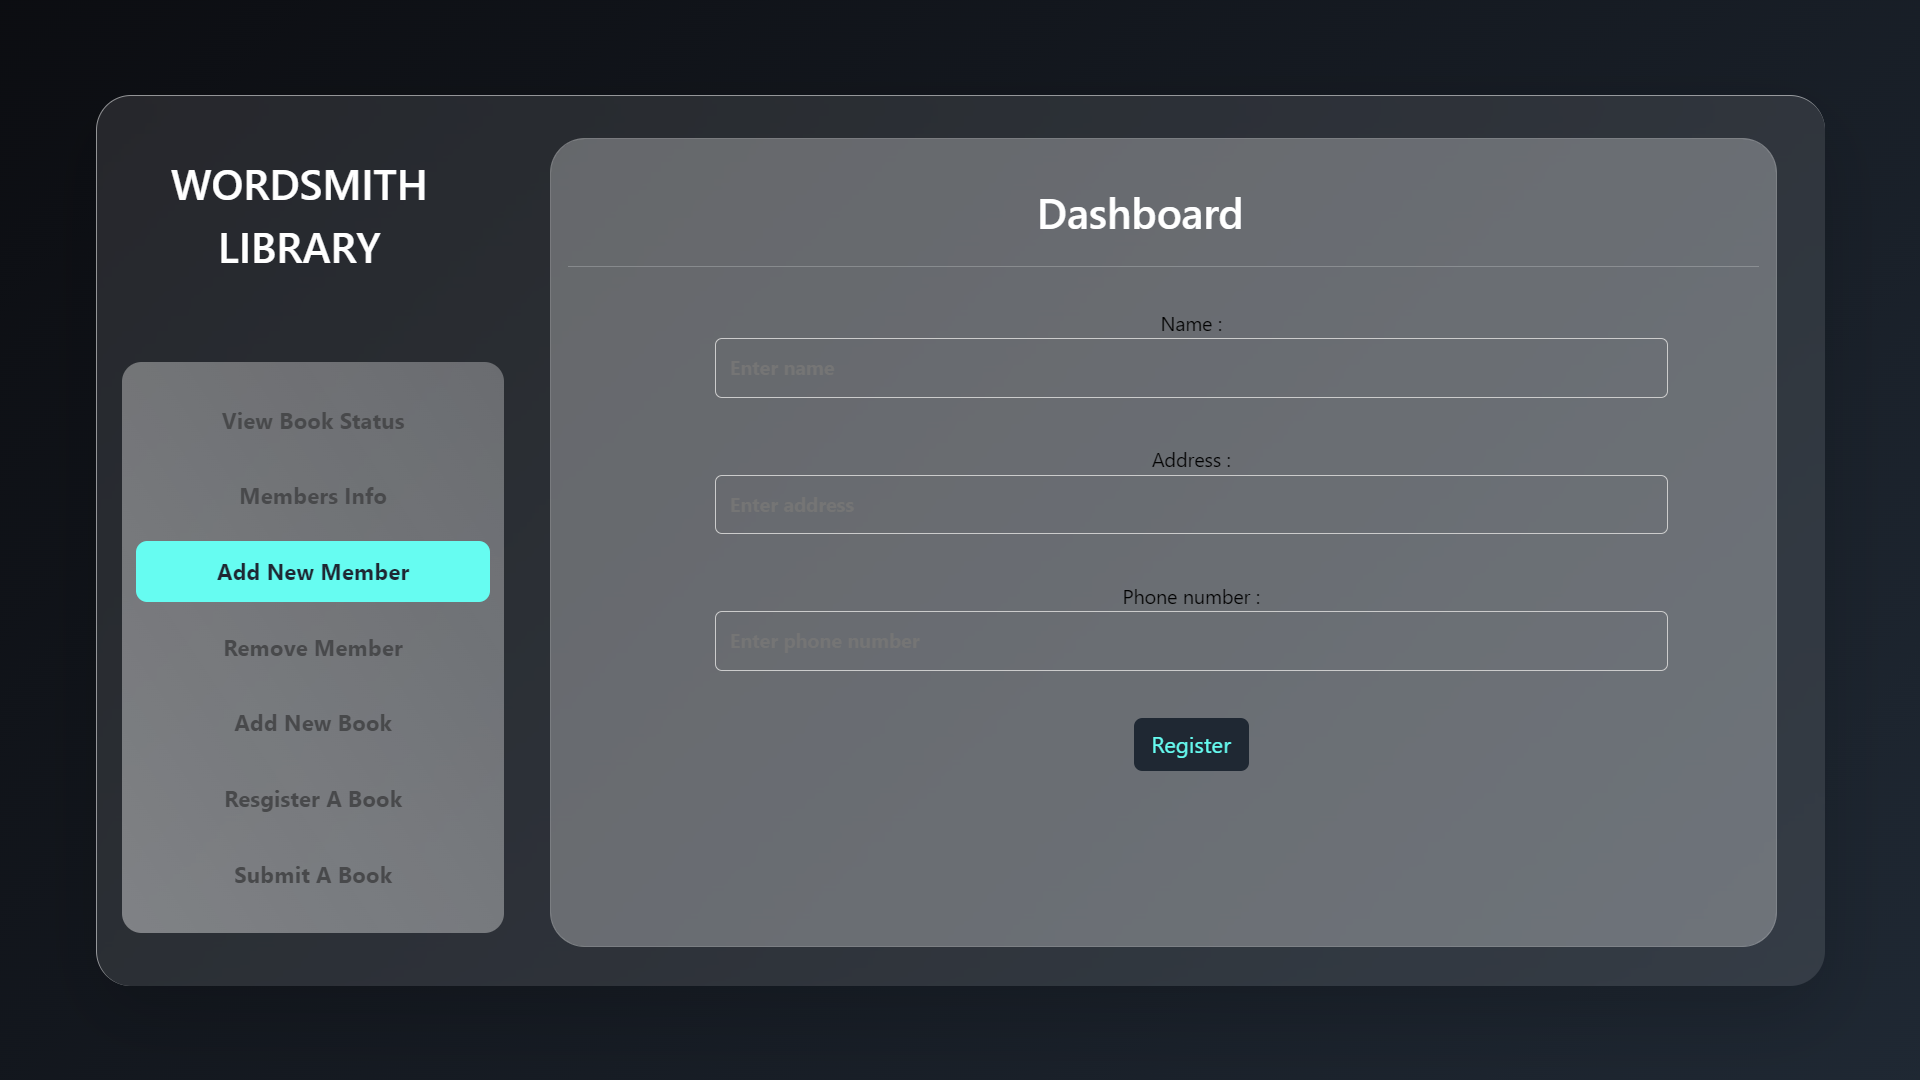 WORDSMITH
LIBRARY
View Book Status
Members Info
Add New Member
Remove Member
Add New Book
Resgister A Book
Submit A Book
Dashboard
Name :
Enter name
Address :
Enter address
Phone number :
Enter phone number
Register